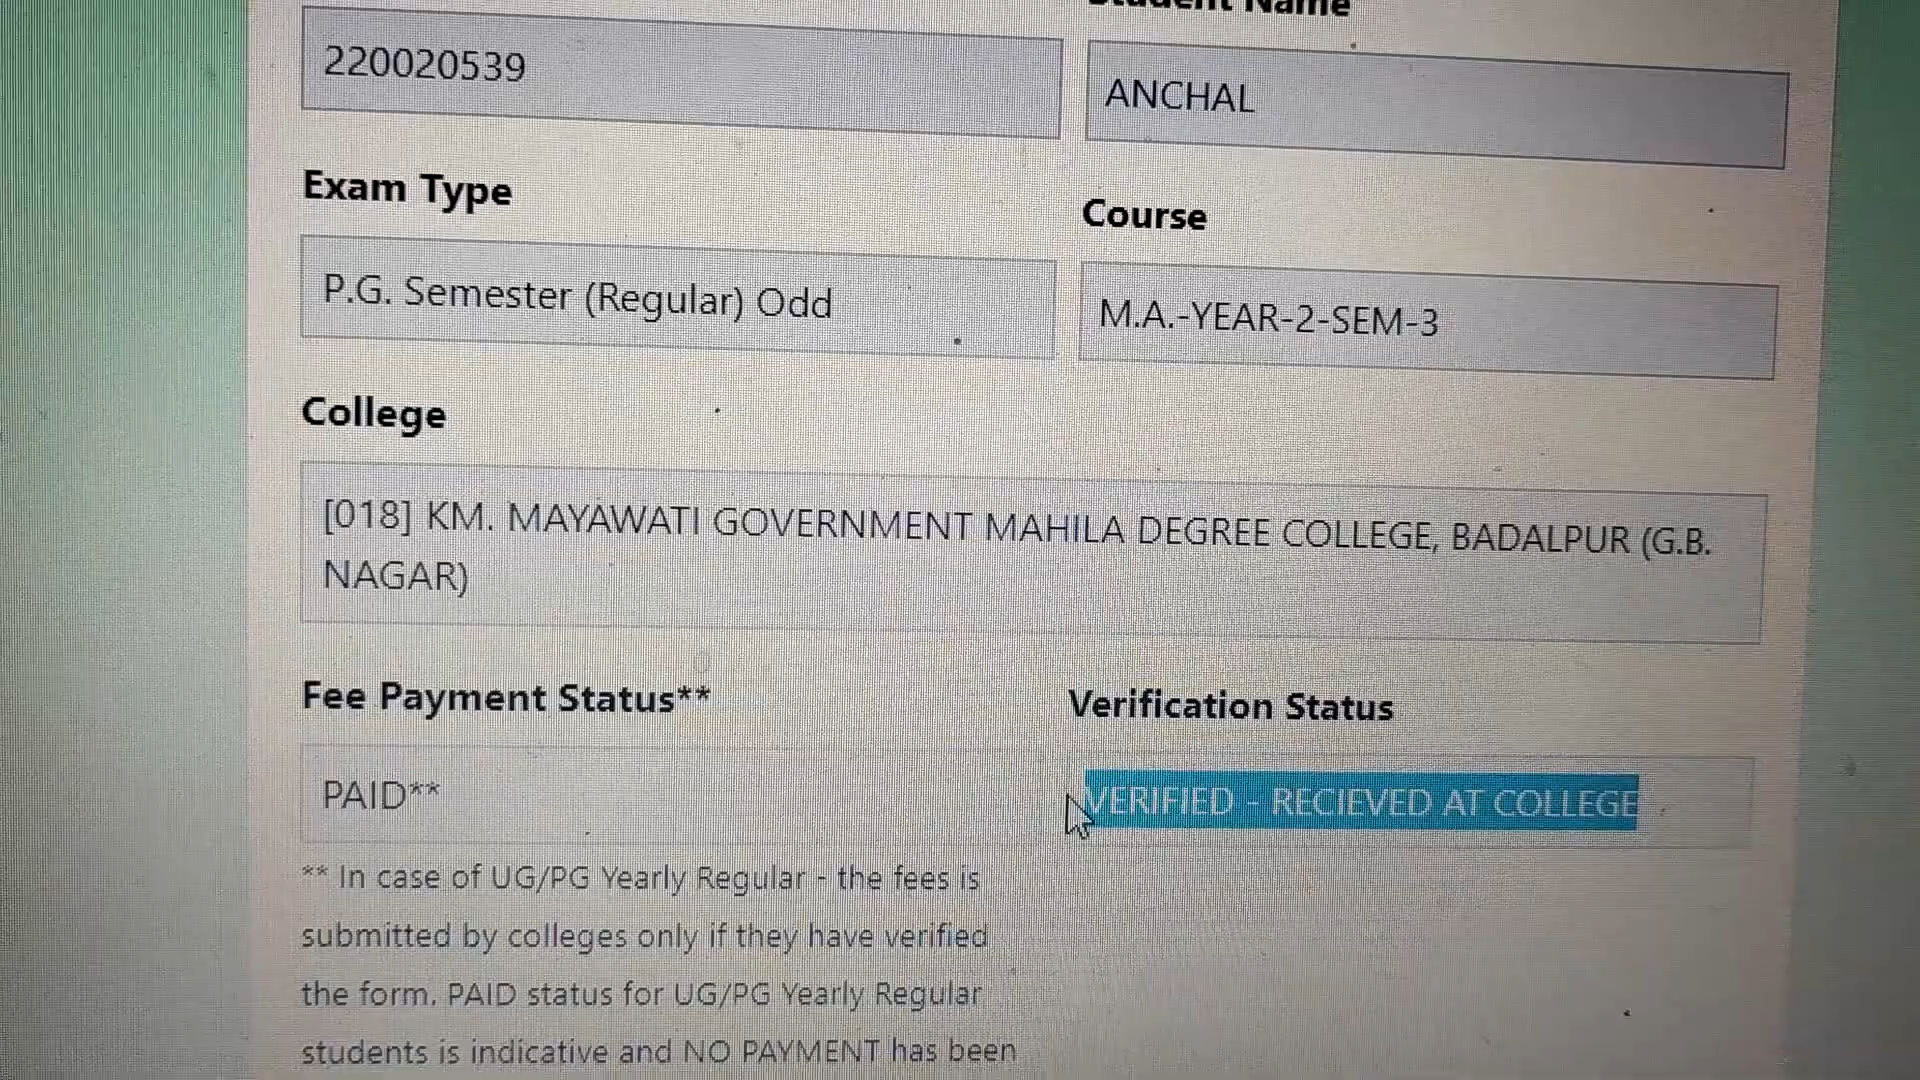 Student Name
220020539
ANCHAL
Exam Type
Course
P.G. Semester (Regular) Odd
M.A.-YEAR-2-SEM-3
College
[018] KM. MAYAWATI GOVERNMENT MAHILA DEGREE COLLEGE, BADALPUR (G.B.
NAGAR)
Fee Payment Status**
Verification Status
PAID**
VERIFIED - RECIEVED AT COLLEGE
** In case of UG/PG Yearly Regular - the fees is
submitted by colleges only if they have verified
the form. PAID status for UG/PG Yearly Regular
students is indicative and NO PAYMENT has been